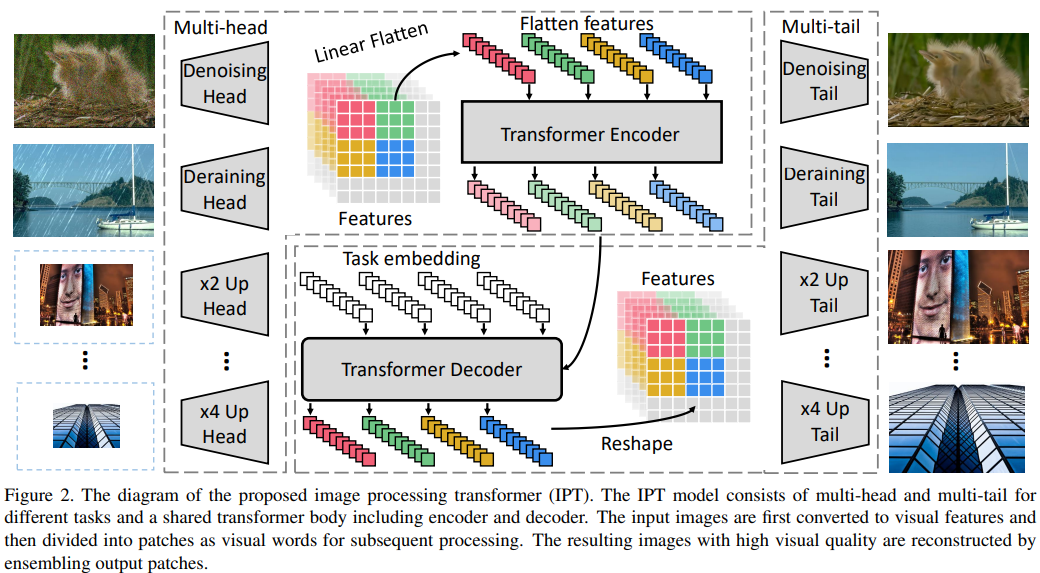 Multi-head
Denoising
Head
Deraining
Head
x2 Up
Head
x4 Up
Head
Linear Flatten
Features
Flatten features
Transformer Encoder
Task embedding
Transformer Decoder
Features
Reshape
Multi-tail
Denoising
Tail
Deraining
Tail
x2 Up
Tail
x4 Up
Tail
Figure 2. The diagram of the proposed image processing transformer (IPT). The IPT model consists of multi-head and multi-tail for
different tasks and a shared transformer body including encoder and decoder. The input images are first converted to visual features and
then divided into patches as visual words for subsequent processing. The resulting images with high visual quality are reconstructed by
ensembling output patches.